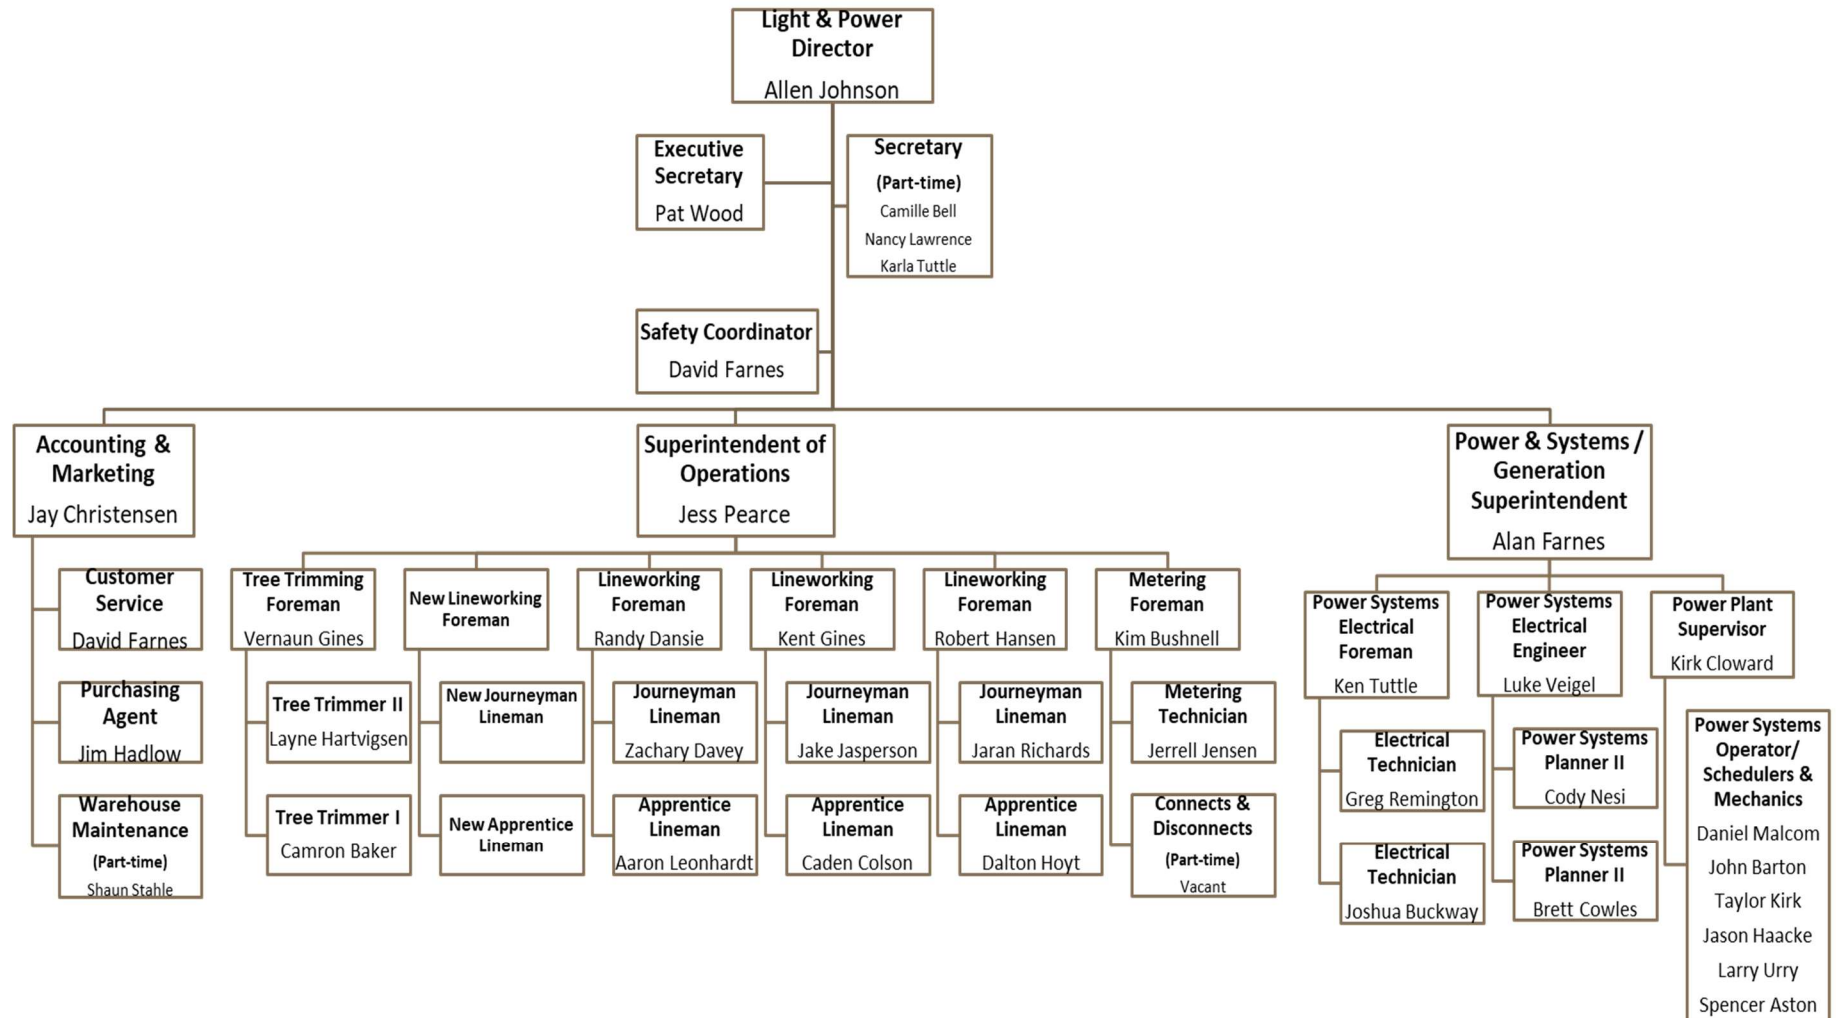 Light & Power
Director
Allen Johnson
Executive
Secretary
Pat Wood
Secretary
(Part-time)
Camille Bell
Nancy Lawrence
Karla Tuttle
Safety Coordinator
David Farnes
Accounting &
Marketing
Jay Christensen
Customer
Service
David Farnes
Purchasing
Agent
Jim Hadlow
Warehouse
Maintenance
(Part-time)
Shaun Stahle
Superintendent of
Operations
Jess Pearce
Tree Trimming
Foreman
Vernaun Gines
Tree Trimmer II
Layne Hartvigsen
Tree Trimmer I
Camron Baker
New Lineworking
Foreman
New Journeyman
Lineman
New Apprentice
Lineman
Lineworking
Foreman
Randy Dansie
Journeyman
Lineman
Zachary Davey
Apprentice
Lineman
Aaron Leonhardt
Lineworking
Foreman
Kent Gines
Journeyman
Lineman
Jake Jasperson
Apprentice
Lineman
Caden Colson
Lineworking
Foreman
Robert Hansen
Journeyman
Lineman
Jaran Richards
Apprentice
Lineman
Dalton Hoyt
Metering
Foreman
Kim Bushnell
Metering
Technician
Jerrell Jensen
Connects &
Disconnects
(Part-time)
Vacant
Power & Systems /
Generation
Superintendent
Alan Farnes
Power Systems
Electrical
Foreman
Ken Tuttle
Electrical
Technician
Greg Remington
Electrical
Technician
Joshua Buckway
Power Systems
Electrical
Engineer
Luke Veigel
Power Systems
Planner II
Cody Nesi
Power Systems
Planner II
Brett Cowles
Power Plant
Supervisor
Kirk Cloward
Power Systems
Operator/
Schedulers &
Mechanics
Daniel Malcom
John Barton
Taylor Kirk
Jason Haacke
Larry Urry
Spencer Aston